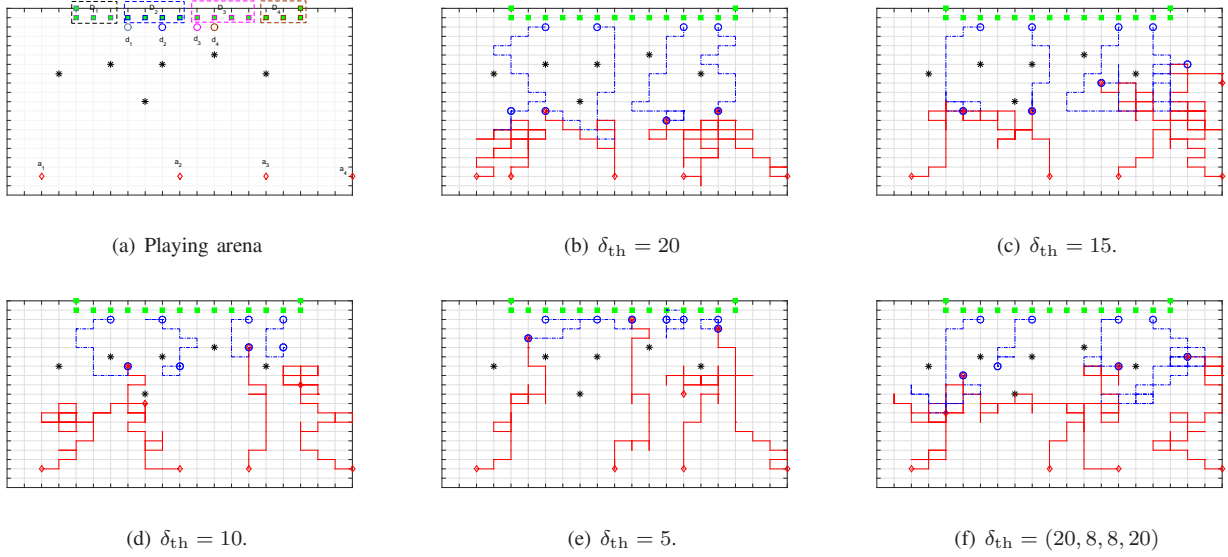 D₁ D₂ D₃ D₄
d₁ d₂ d₃ d₄
a₁ a₂ a₃ a₄
(a) Playing arena
(b) δth = 20
(c) δth = 15.
(d) δth = 10.
(e) δth = 5.
(f) δth = (20, 8, 8, 20)